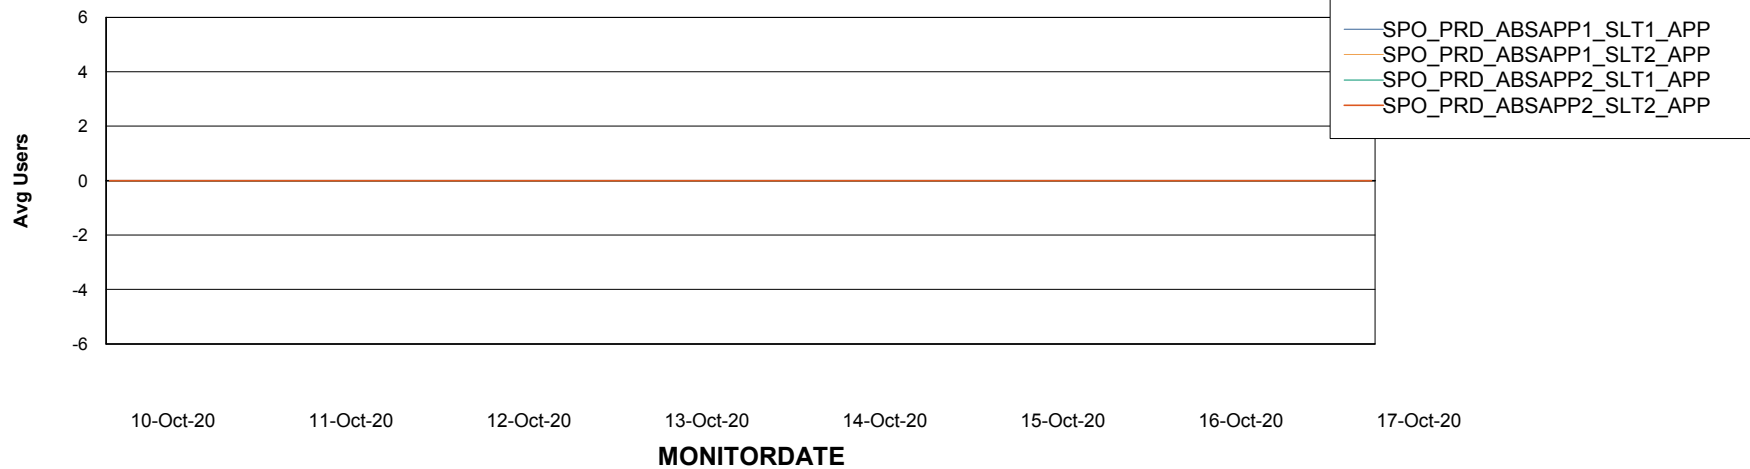 6
4
2
0
-2
-4
-6
Avg Users
SPO_PRD_ABSAPP1_SLT1_APP
SPO_PRD_ABSAPP1_SLT2_APP
SPO_PRD_ABSAPP2_SLT1_APP
SPO_PRD_ABSAPP2_SLT2_APP
10-Oct-20 11-Oct-20 12-Oct-20 13-Oct-20 14-Oct-20 15-Oct-20 16-Oct-20 17-Oct-20
MONITORDATE